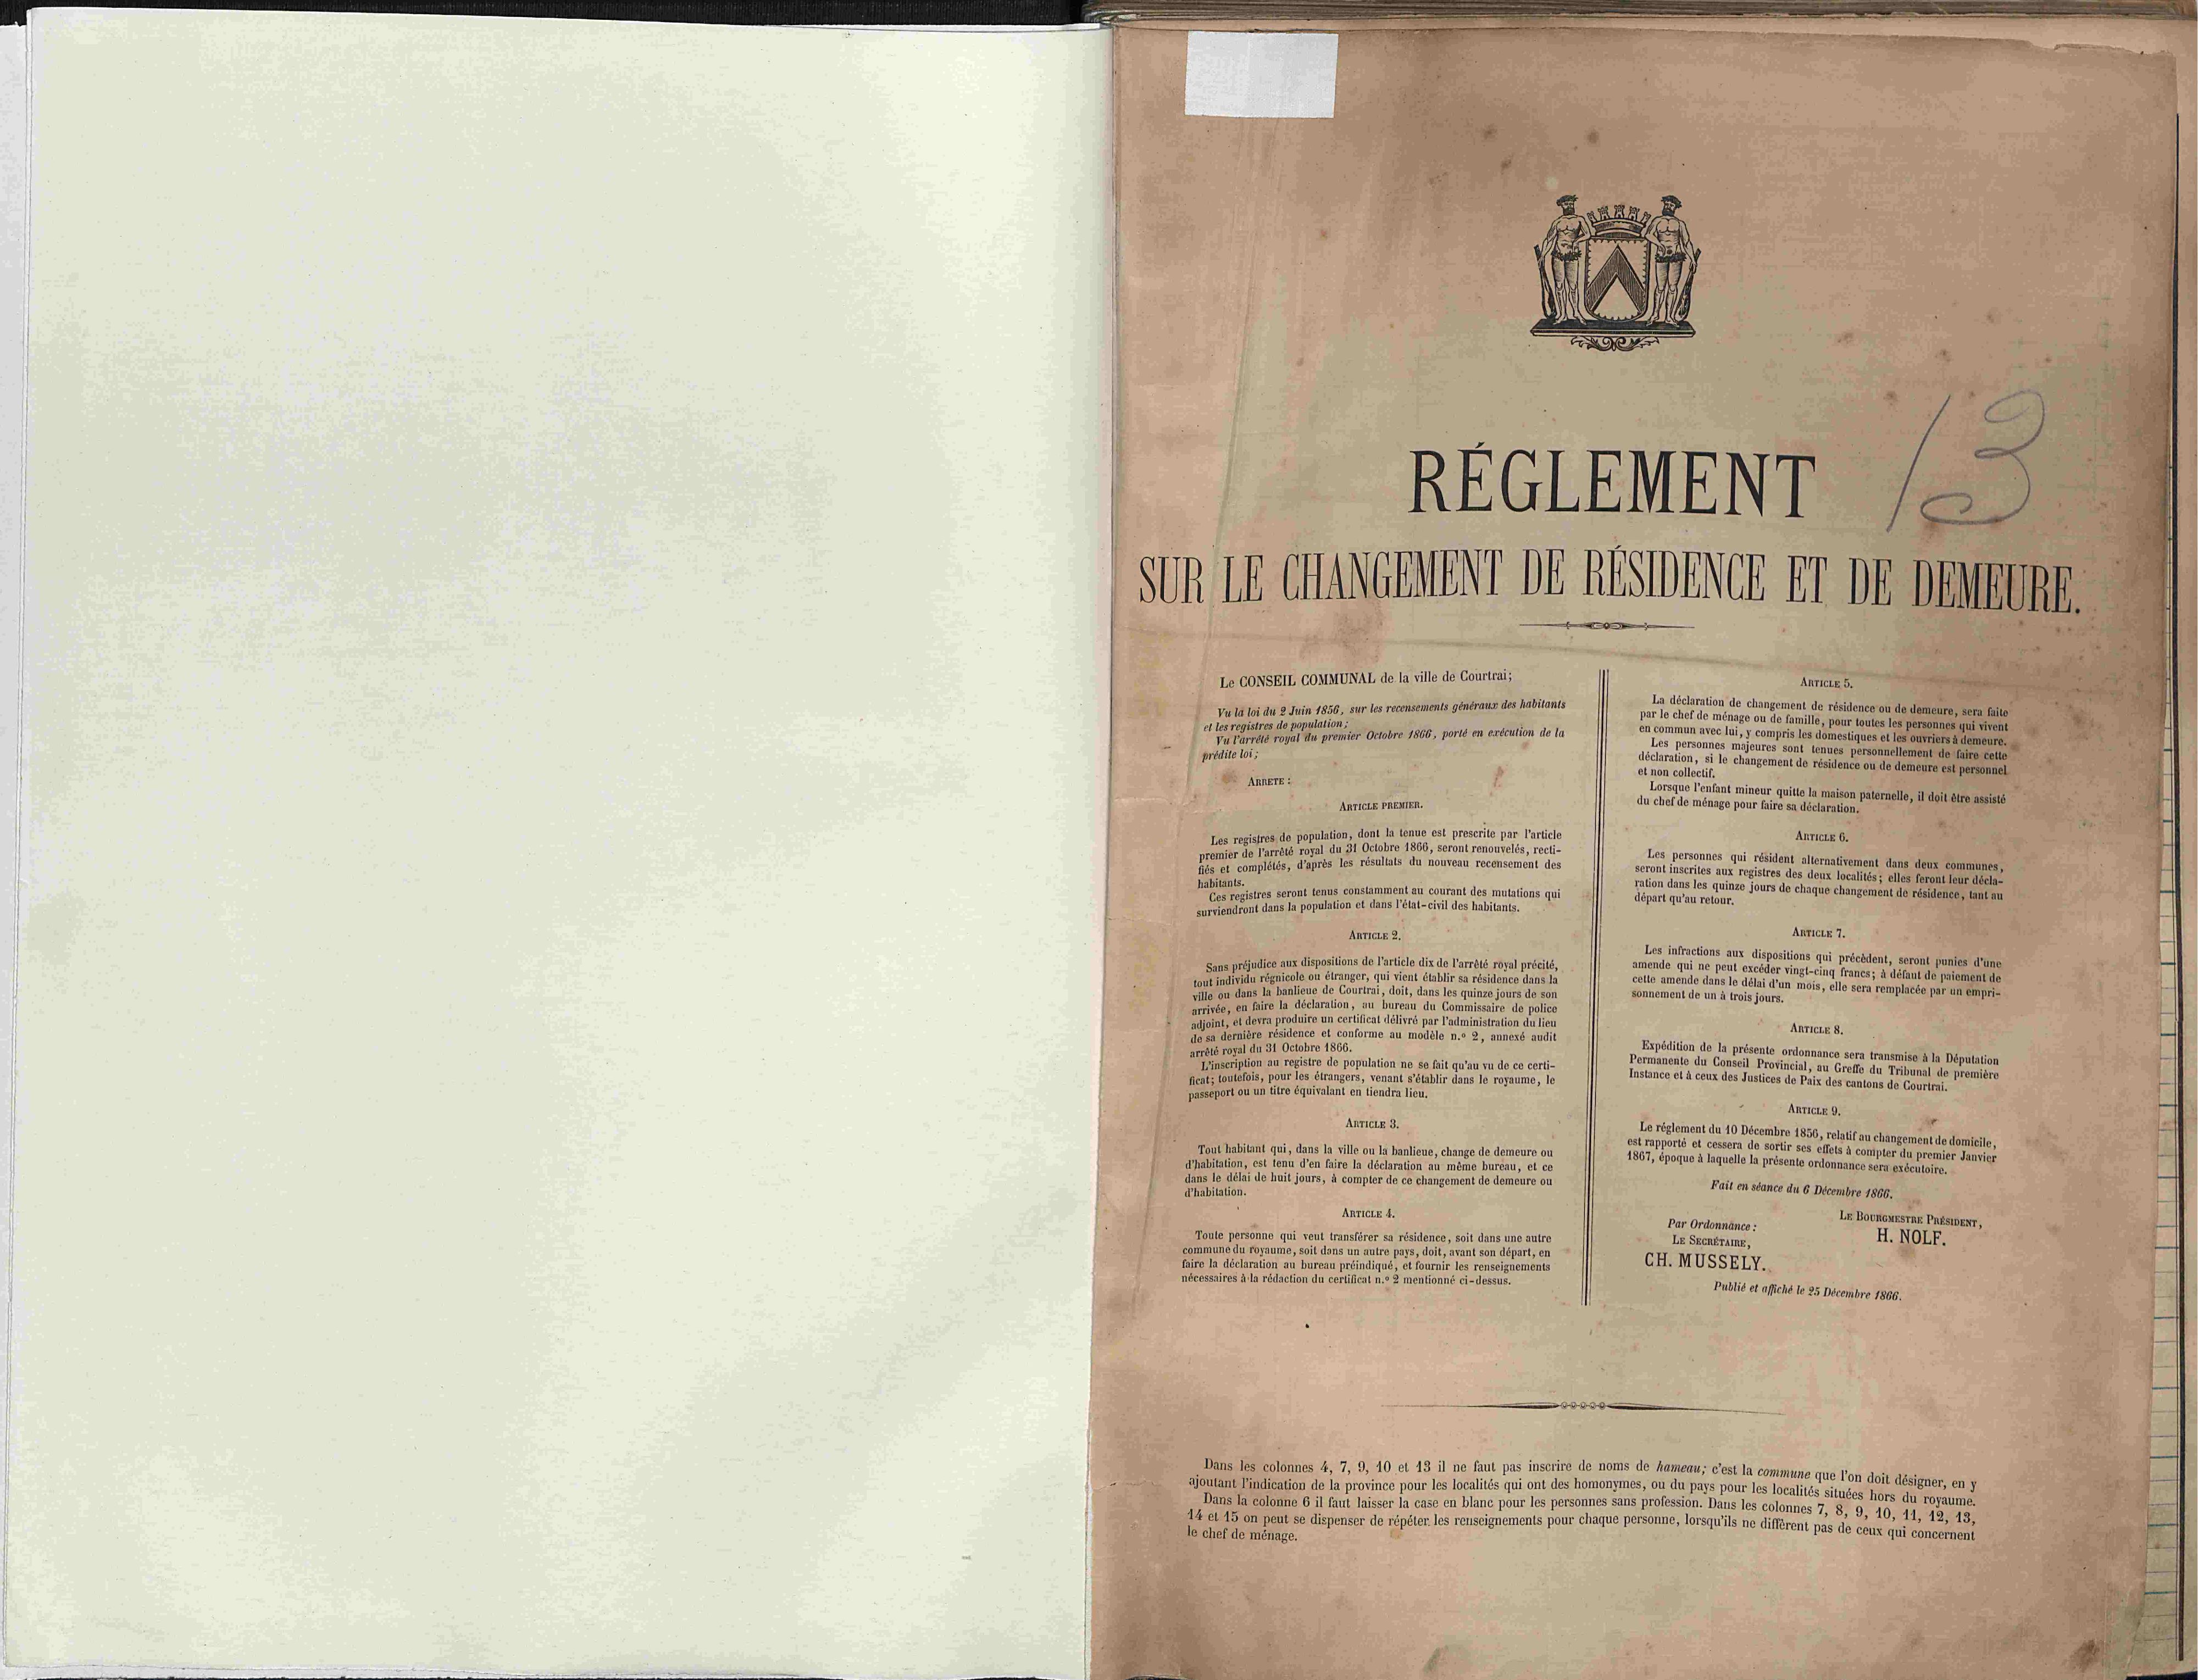 RÉGLEMENT
13
SUR LE CHANGEMENT DE RÉSIDENCE ET DE DEMEURE.
Le CONSEIL COMMUNAL de la ville de Courtrai;
Vu la loi du 2 Juin 1856, sur les recensements généraux des habitants
et les registres de population;
Vu l'arrêté royal du premier Octobre 1866, porté en exécution de la
prédite loi;
ARRETE :
ARTICLE PREMIER.
Les registres de population, dont la tenue est prescrite par l'article
premier de l'arrêté royal du 31 Octobre 1866, seront renouvelés, recti-
fiés et complétés, d'après les résultats du nouveau recensement des
habitants.
Ces registres seront tenus constamment au courant des mutations qui
surviendront dans la population et dans l'état-civil des habitants.
ARTICLE 2.
Sans préjudice aux dispositions de l'article dix de l'arrêté royal précité,
tout individu régnicole ou étranger, qui vient établir sa résidence dans la
ville ou dans la banlieue de Courtrai, doit, dans les quinze jours de son
arrivée, en faire la déclaration, au bureau du Commissaire de police
adjoint, et devra produire un certificat délivré par l'administration du lieu
de sa dernière résidence et conforme au modèle n.º 2, annexé audit
arrêté royal du 31 Octobre 1866.
L'inscription au registre de population ne se fait qu'au vu de ce certi-
ficat; toutefois, pour les étrangers, venant s'établir dans le royaume, le
passeport ou un titre équivalant en tiendra lieu.
ARTICLE 3.
Tout habitant qui, dans la ville ou la banlieue, change de demeure ou
d'habitation, est tenu d'en faire la déclaration au même bureau, et ce
dans le délai de huit jours, à compter de ce changement de demeure ou
d'habitation.
ARTICLE 4.
Toute personne qui veut transférer sa résidence, soit dans une autre
commune du royaume, soit dans un autre pays, doit, avant son départ, en
faire la déclaration au bureau préindiqué, et fournir les renseignements
nécessaires à la rédaction du certificat n.º 2 mentionné ci-dessus.
ARTICLE 5.
La déclaration de changement de résidence ou de demeure, sera faite
par le chef de ménage ou de famille, pour toutes les personnes qui vivent
en commun avec lui, y compris les domestiques et les ouvriers à demeure.
Les personnes majeures sont tenues personnellement de faire cette
déclaration, si le changement de résidence ou de demeure est personnel
et non collectif.
Lorsque l'enfant mineur quitte la maison paternelle, il doit être assisté
du chef de ménage pour faire sa déclaration.
ARTICLE 6.
Les personnes qui résident alternativement dans deux communes,
seront inscrites aux registres des deux localités; elles feront leur décla-
ration dans les quinze jours de chaque changement de résidence, tant au
départ qu'au retour.
ARTICLE 7.
Les infractions aux dispositions qui précèdent, seront punies d'une
amende qui ne peut excéder vingt-cinq francs; à défaut de paiement de
cette amende dans le délai d'un mois, elle sera remplacée par un empri-
sonnement de un à trois jours.
ARTICLE 8.
Expédition de la présente ordonnance sera transmise à la Députation
Permanente du Conseil Provincial, au Greffe du Tribunal de première
Instance et à ceux des Justices de Paix des cantons de Courtrai.
ARTICLE 9.
Le réglement du 10 Décembre 1856, relatif au changement de domicile,
est rapporté et cessera de sortir ses effets à compter du premier Janvier
1867, époque à laquelle la présente ordonnance sera exécutoire.
Fait en séance du 6 Décembre 1866.
LE BOURGMESTRE PRÉSIDENT,
H. NOLF.
Par Ordonnance :
LE SECRÉTAIRE,
CH. MUSSELY.
Publié et affiché le 25 Décembre 1866.
Dans les colonnes 4, 7, 9, 10 et 13 il ne faut pas inscrire de noms de hameau; c'est la commune que l'on doit désigner, en y
ajoutant l'indication de la province pour les localités qui ont des homonymes, ou du pays pour les localités situées hors du royaume.
Dans la colonne 6 il faut laisser la case en blanc pour les personnes sans profession. Dans les colonnes 7, 8, 9, 10, 11, 12, 13,
14 et 15 on peut se dispenser de répéter les renseignements pour chaque personne, lorsqu'ils ne diffèrent pas de ceux qui concernent
le chef de ménage.